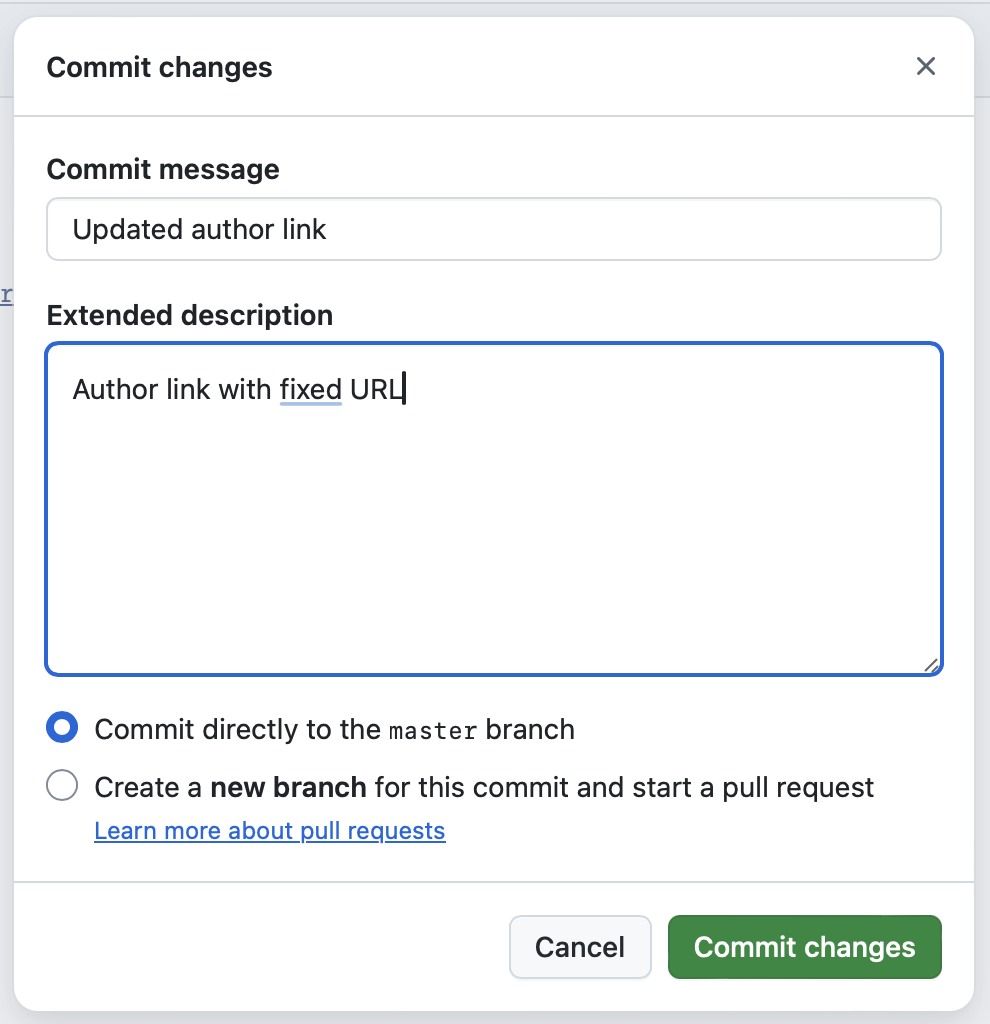 Commit changes
Commit message
Updated author link
r
Extended description
Author link with fixed URL
Commit directly to the master branch
Create a new branch for this commit and start a pull request
Learn more about pull requests
Cancel
Commit changes